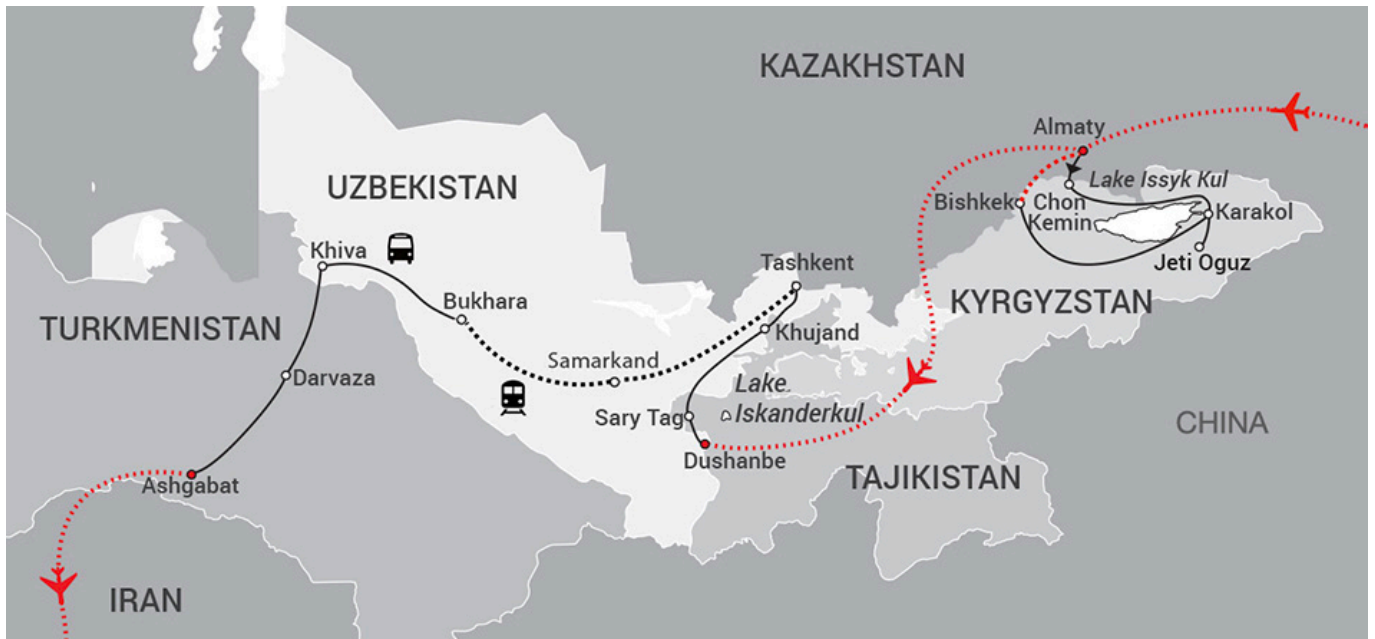 KAZAKHSTAN
Almaty
UZBEKISTAN
Lake Issyk Kul
Bishkek
Chon
Kemin
Karakol
Khiva
Jeti Oguz
Tashkent
Bukhara
KYRGYZSTAN
TURKMENISTAN
Khujand
Samarkand
Darvaza
Lake
Iskanderkul
Sary Tag
CHINA
Dushanbe
TAJIKISTAN
Ashgabat
IRAN